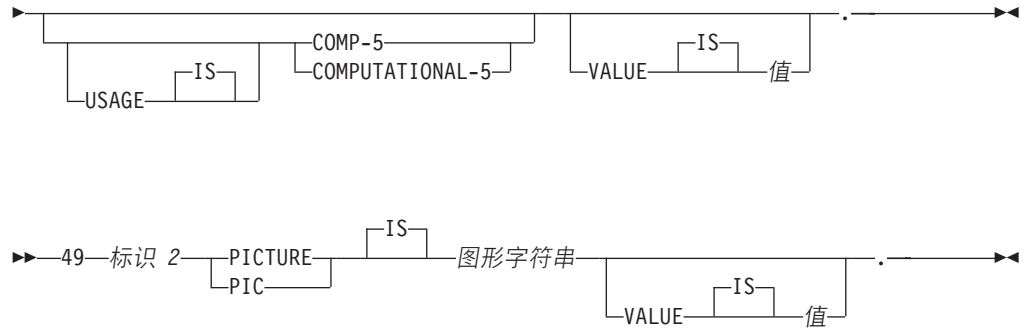 IS COMP-5 IS
USAGE COMPUTATIONAL-5 VALUE 值 .
49 标识 2 PICTURE IS 图形字符串 .
PIC VALUE IS 值